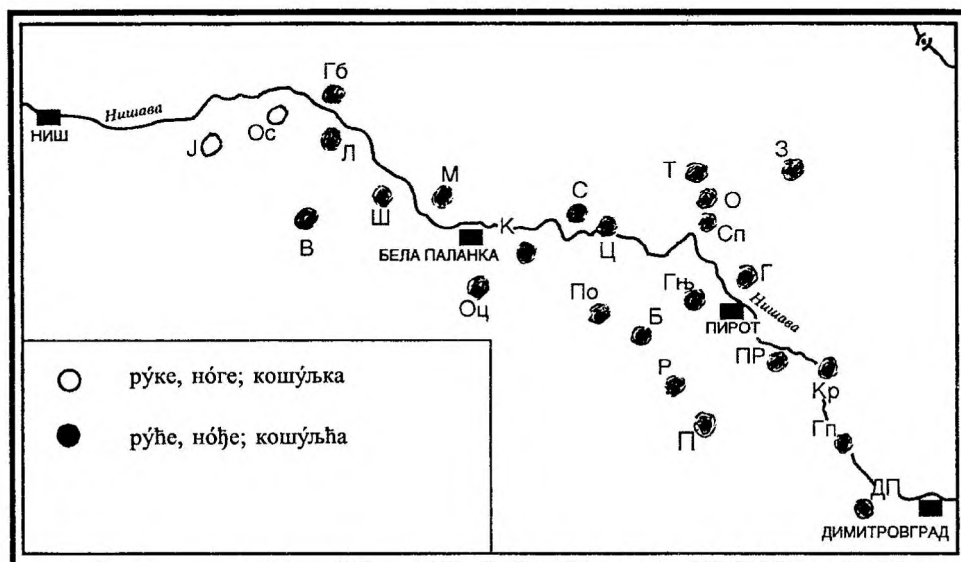 Гб
Нишава
НИШ
Ос
Ј
Л
Т
З
М
С
О
Ш
В
К
Ц
Сп
БЕЛА ПАЛАНКА
Г
Оц
По
Гњ
Нишава
Б
ПИРОТ
ПР
Р
Кр
П
Гп
ДП
ДИМИТРОВГРАД
ру́ке, но́ге; кошу́љка
ру́ће, но́ђе; кошу́љћа